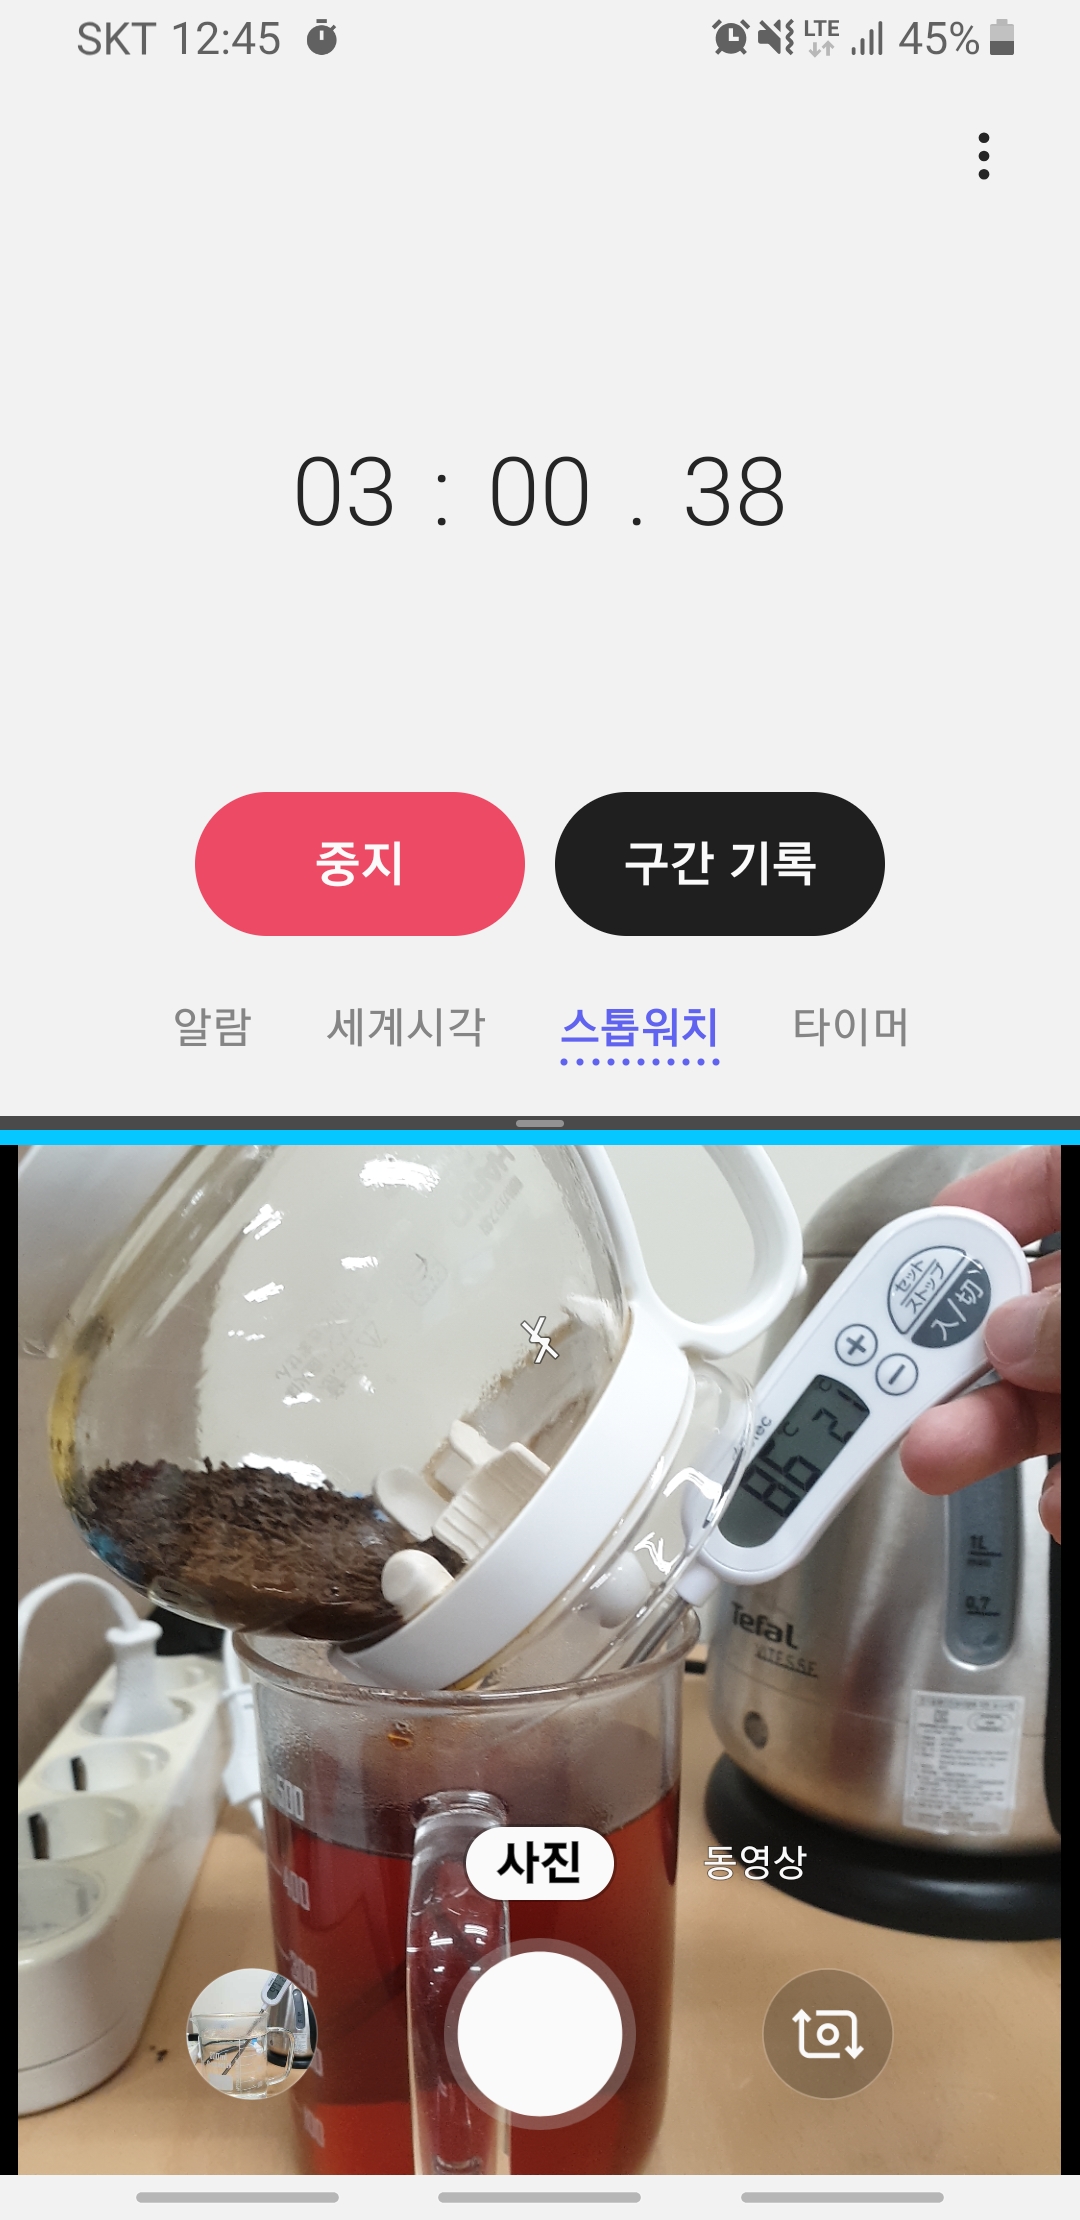 SKT 12:45
LTE
45%
03 : 00 . 38
중지
구간 기록
알람
세계시각
스톱워치
타이머
セット
ストップ
入/切
+
−
°C
86
1L
max
0.7
Tefal
VITESSE
500
400
300
사진
동영상